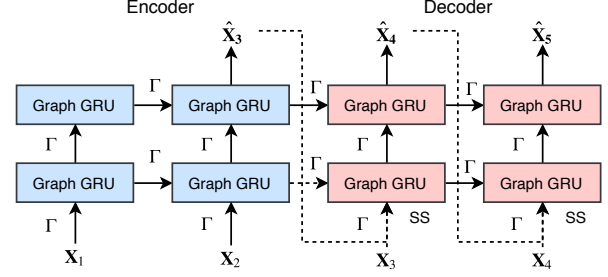 Encoder Decoder
X̂₃ X̂₄ X̂₅
Γ Γ Γ
Graph GRU Graph GRU Graph GRU Graph GRU
Γ Γ Γ Γ
Γ Γ Γ
Graph GRU Graph GRU Graph GRU Graph GRU
Γ Γ Γ SS Γ SS
X₁ X₂ X₃ X₄